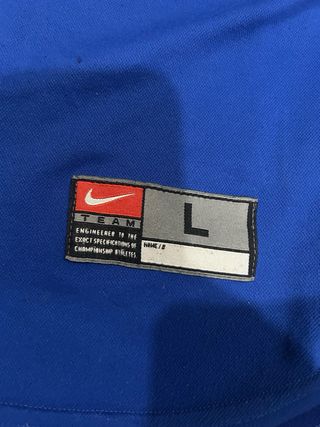 TEAM
ENGINEERED TO THE
EXACT SPECIFICATIONS OF
CHAMPIONSHIP ATHLETES
L
NAME/#